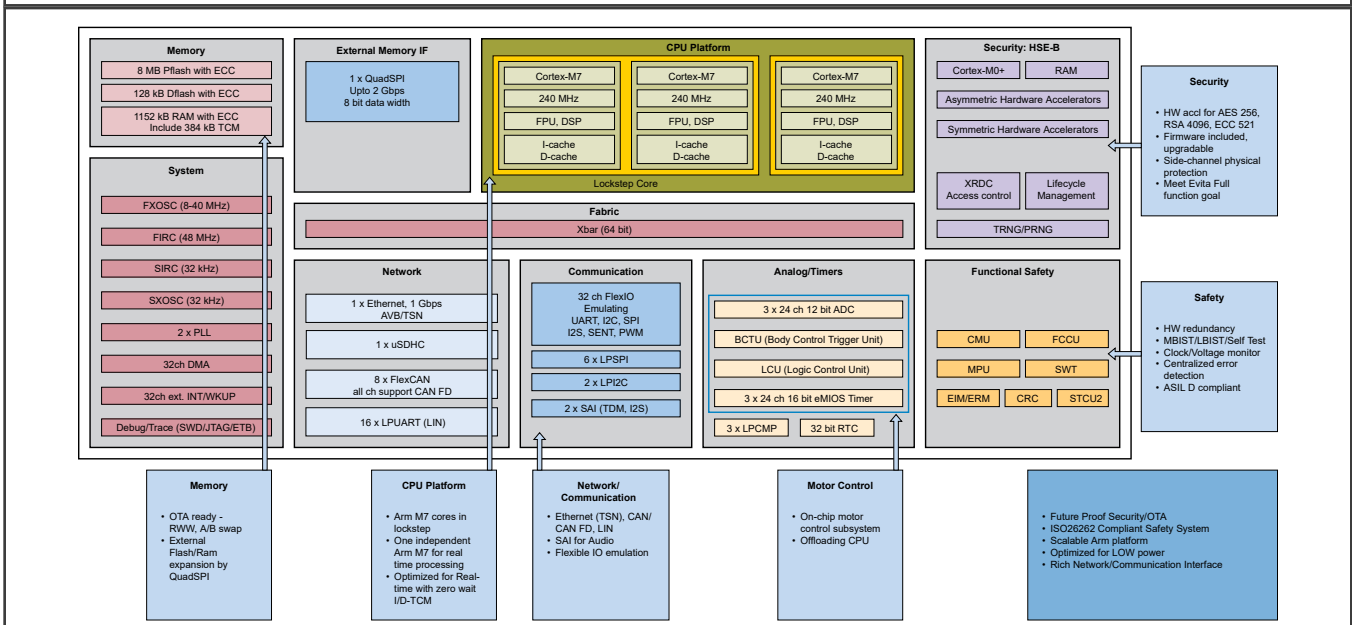 Memory
8 MB Pflash with ECC
128 kB Dflash with ECC
1152 kB RAM with ECC
Include 384 kB TCM
External Memory IF
1 x QuadSPI
Upto 2 Gbps
8 bit data width
CPU Platform
Cortex-M7
240 MHz
FPU, DSP
I-cache
D-cache
Cortex-M7
240 MHz
FPU, DSP
I-cache
D-cache
Cortex-M7
240 MHz
FPU, DSP
I-cache
D-cache
Lockstep Core
Security: HSE-B
Cortex-M0+
RAM
Asymmetric Hardware Accelerators
Symmetric Hardware Accelerators
XRDC
Access control
Lifecycle
Management
TRNG/PRNG
Security
• HW accl for AES 256,
RSA 4096, ECC 521
• Firmware included,
upgradable
• Side-channel physical
protection
• Meet Evita Full
function goal
System
FXOSC (8-40 MHz)
FIRC (48 MHz)
SIRC (32 kHz)
SXOSC (32 kHz)
2 x PLL
32ch DMA
32ch ext. INT/WKUP
Debug/Trace (SWD/JTAG/ETB)
Fabric
Xbar (64 bit)
Network
1 x Ethernet, 1 Gbps
AVB/TSN
1 x uSDHC
8 x FlexCAN
all ch support CAN FD
16 x LPUART (LIN)
Communication
32 ch FlexIO
Emulating
UART, I2C, SPI
I2S, SENT, PWM
6 x LPSPI
2 x LPI2C
2 x SAI (TDM, I2S)
Analog/Timers
3 x 24 ch 12 bit ADC
BCTU (Body Control Trigger Unit)
LCU (Logic Control Unit)
3 x 24 ch 16 bit eMIOS Timer
3 x LPCMP
32 bit RTC
Functional Safety
CMU
FCCU
MPU
SWT
EIM/ERM
CRC
STCU2
Safety
• HW redundancy
• MBIST/LBIST/Self Test
• Clock/Voltage monitor
• Centralized error
detection
• ASIL D compliant
Memory
• OTA ready -
RWW, A/B swap
• External
Flash/Ram
expansion by
QuadSPI
CPU Platform
• Arm M7 cores in
lockstep
• One independent
Arm M7 for real
time processing
• Optimized for Real-
time with zero wait
I/D-TCM
Network/
Communication
• Ethernet (TSN), CAN/
CAN FD, LIN
• SAI for Audio
• Flexible IO emulation
Motor Control
• On-chip motor
control subsystem
• Offloading CPU
• Future Proof Security/OTA
• ISO26262 Compliant Safety System
• Scalable Arm platform
• Optimized for LOW power
• Rich Network/Communication Interface